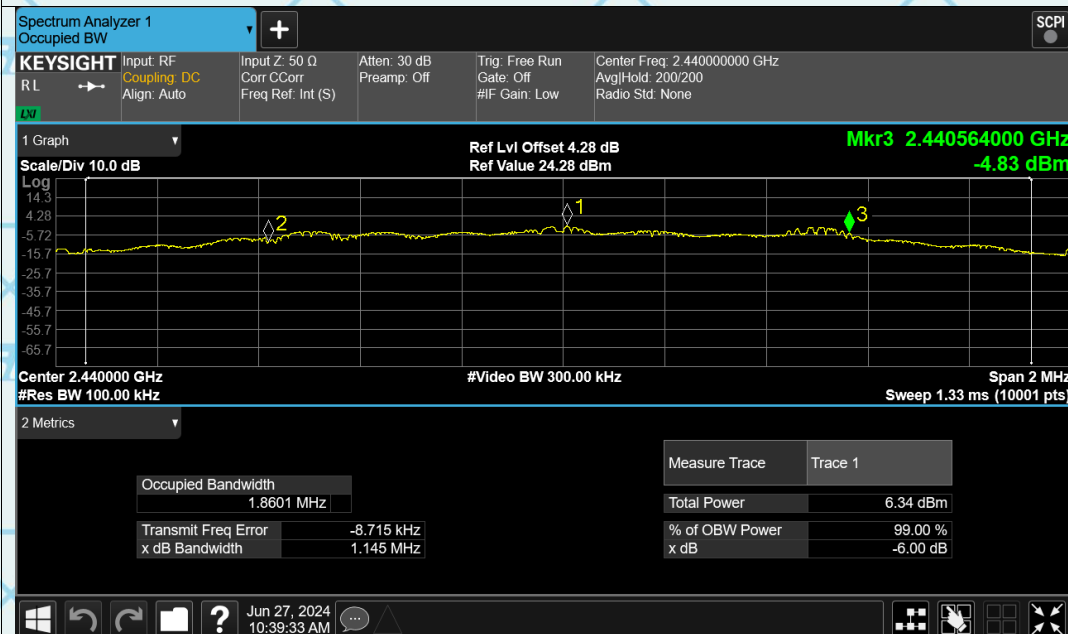 Spectrum Analyzer 1
Occupied BW
+
SCPI
KEYSIGHT
R L
LXI
Input: RF
Coupling: DC
Align: Auto
Input Z: 50 Ω
Corr CCorr
Freq Ref: Int (S)
Atten: 30 dB
Preamp: Off
Trig: Free Run
Gate: Off
#IF Gain: Low
Center Freq: 2.440000000 GHz
Avg|Hold: 200/200
Radio Std: None
1 Graph
Scale/Div 10.0 dB
Ref Lvl Offset 4.28 dB
Ref Value 24.28 dBm
Mkr3 2.440564000 GHz
-4.83 dBm
Log
14.3
4.28
-5.72
-15.7
-25.7
-35.7
-45.7
-55.7
-65.7
2
1
3
Center 2.440000 GHz
#Res BW 100.00 kHz
#Video BW 300.00 kHz
Span 2 MHz
Sweep 1.33 ms (10001 pts)
2 Metrics
Occupied Bandwidth
1.8601 MHz
Transmit Freq Error -8.715 kHz
x dB Bandwidth 1.145 MHz
Measure Trace Trace 1
Total Power 6.34 dBm
% of OBW Power 99.00 %
x dB -6.00 dB
?
Jun 27, 2024
10:39:33 AM